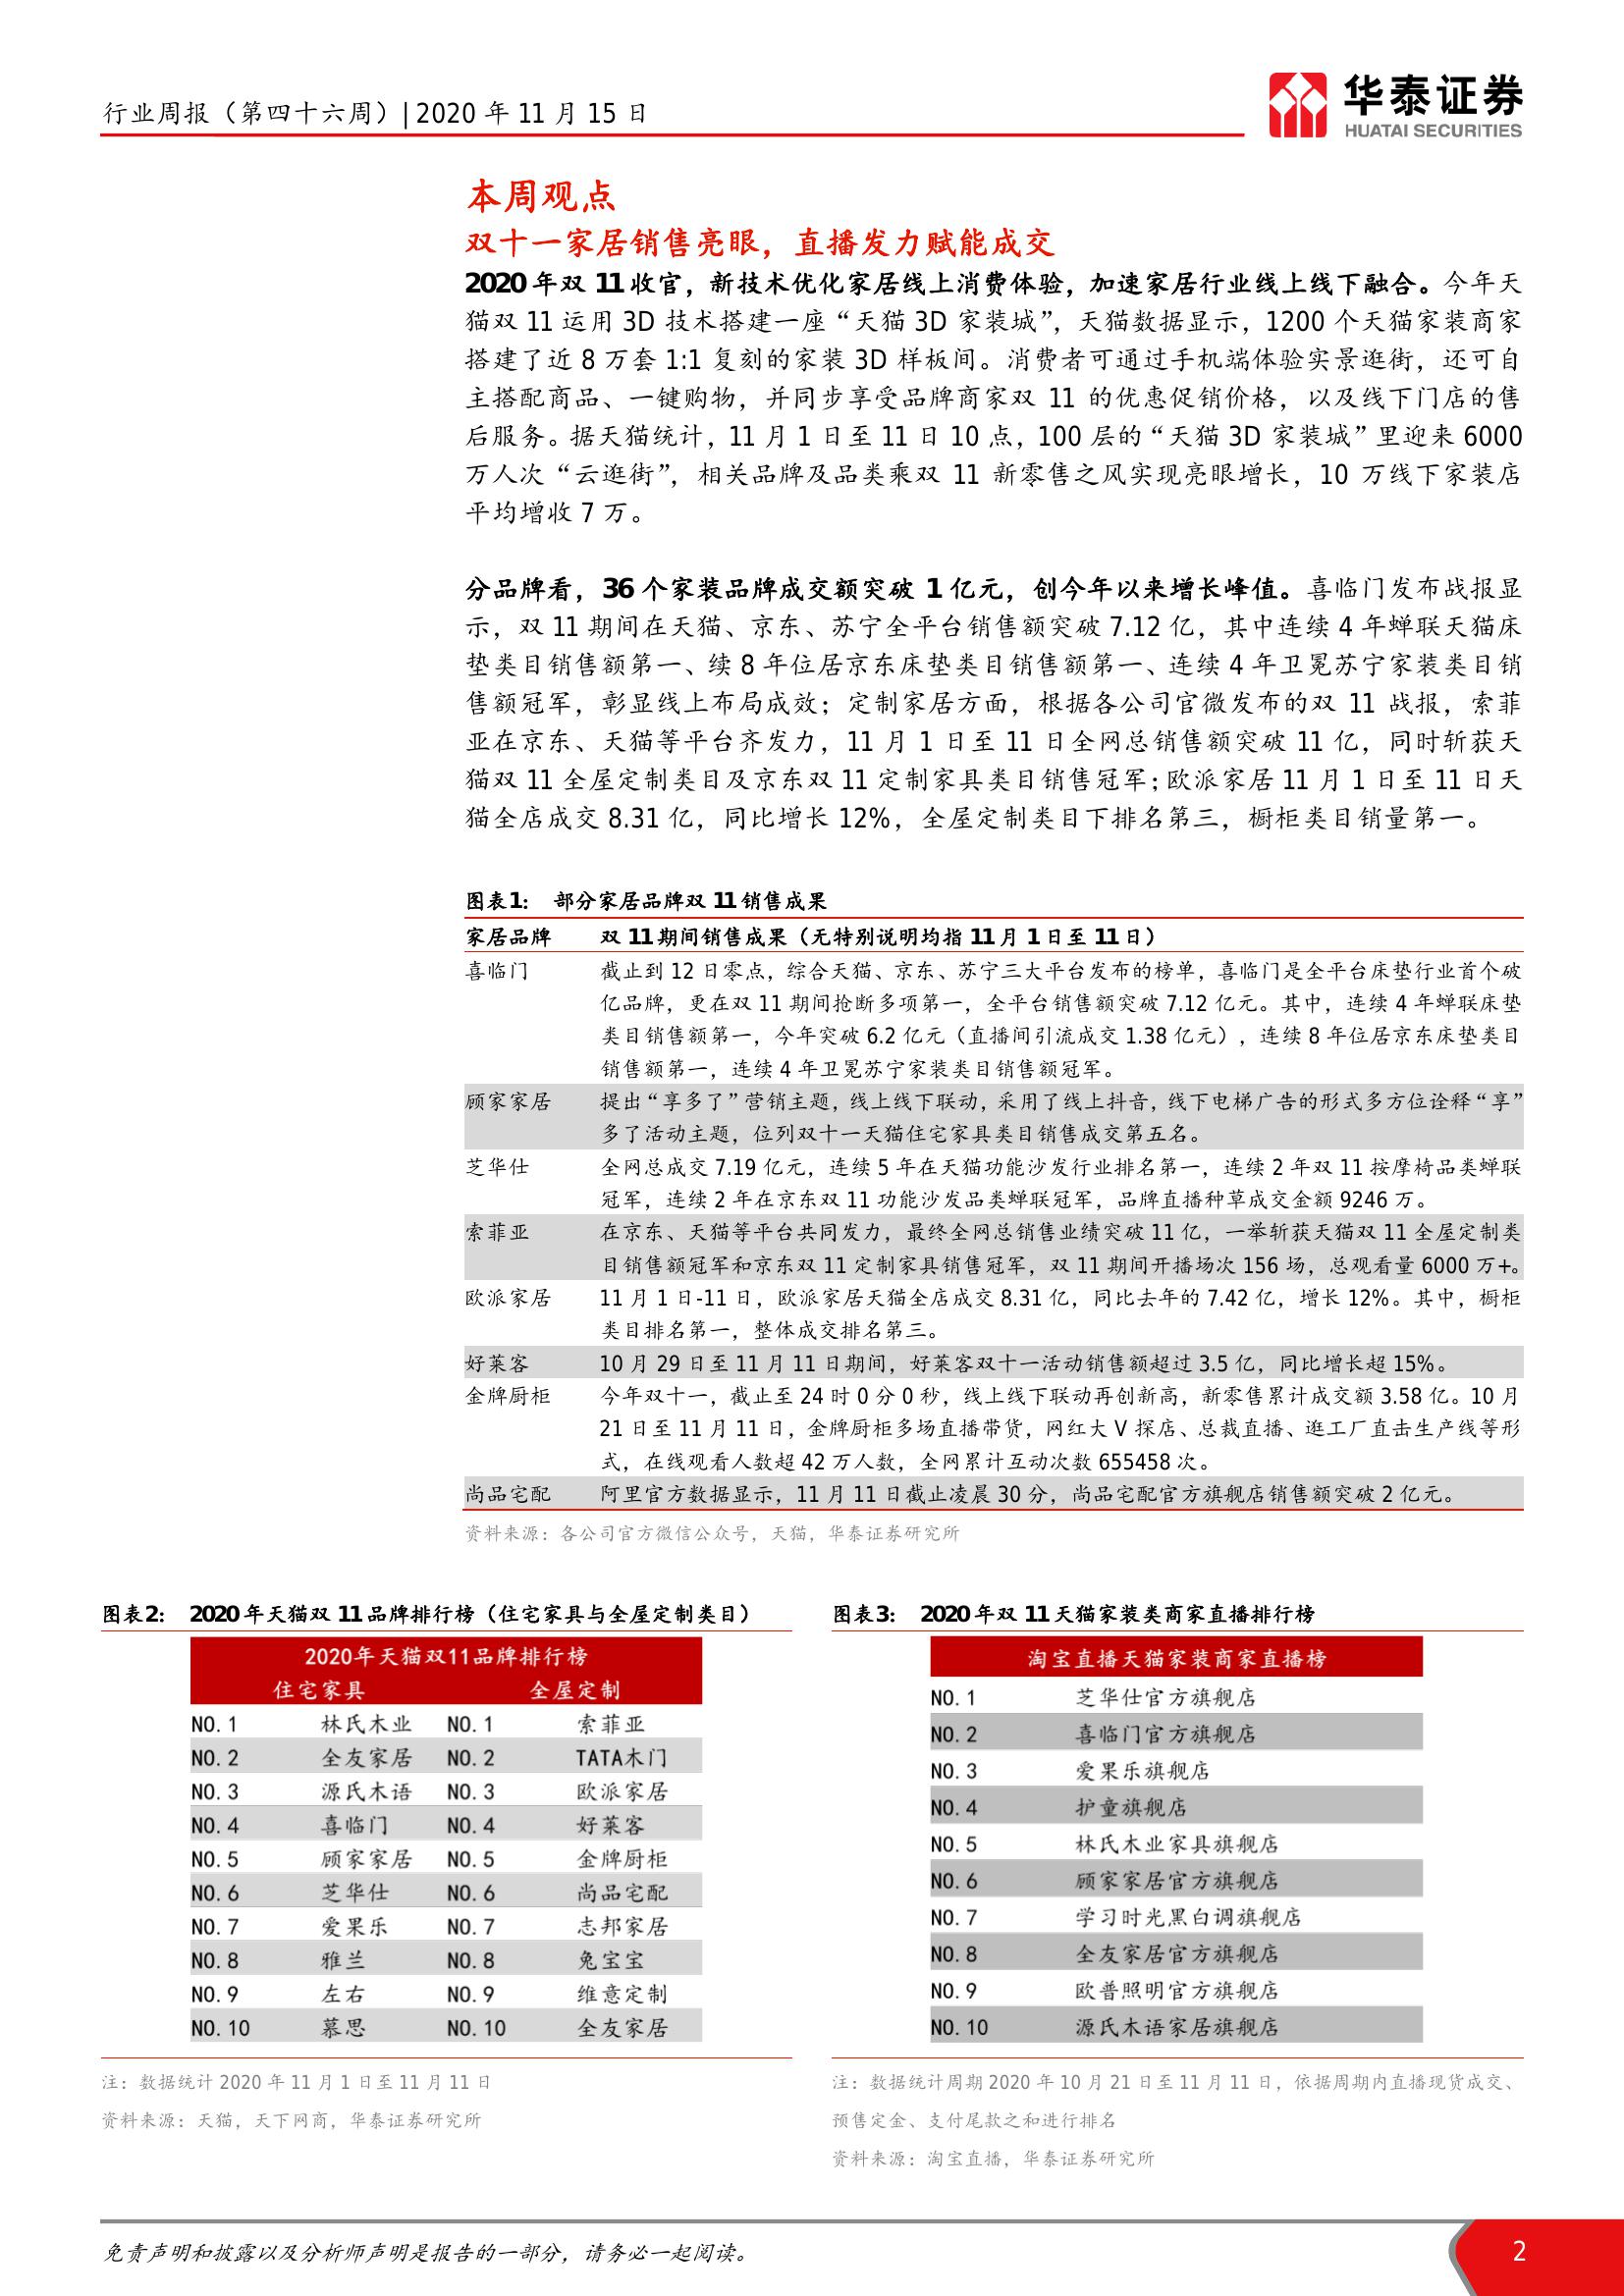 行业周报（第四十六周）| 2020 年 11 月 15 日
华泰证券
HUATAI SECURITIES
本周观点
双十一家居销售亮眼，直播发力赋能成交
2020 年双 11 收官，新技术优化家居线上消费体验，加速家居行业线上线下融合。今年天
猫双 11 运用 3D 技术搭建一座“天猫 3D 家装城”，天猫数据显示，1200 个天猫家装商家
搭建了近 8 万套 1:1 复刻的家装 3D 样板间。消费者可通过手机端体验实景逛街，还可自
主搭配商品、一键购物，并同步享受品牌商家双 11 的优惠促销价格，以及线下门店的售
后服务。据天猫统计，11 月 1 日至 11 日 10 点，100 层的“天猫 3D 家装城”里迎来 6000
万人次“云逛街”，相关品牌及品类乘双 11 新零售之风实现亮眼增长，10 万线下家装店
平均增收 7 万。
分品牌看，36 个家装品牌成交额突破 1 亿元，创今年以来增长峰值。喜临门发布战报显
示，双 11 期间在天猫、京东、苏宁全平台销售额突破 7.12 亿，其中连续 4 年蝉联天猫床
垫类目销售额第一、续 8 年位居京东床垫类目销售额第一、连续 4 年卫冕苏宁家装类目销
售额冠军，彰显线上布局成效；定制家居方面，根据各公司官微发布的双 11 战报，索菲
亚在京东、天猫等平台齐发力，11 月 1 日至 11 日全网总销售额突破 11 亿，同时斩获天
猫双 11 全屋定制类目及京东双 11 定制家具类目销售冠军；欧派家居 11 月 1 日至 11 日天
猫全店成交 8.31 亿，同比增长 12%，全屋定制类目下排名第三，橱柜类目销量第一。
图表1： 部分家居品牌双 11 销售成果
家居品牌 双 11 期间销售成果（无特别说明均指 11 月 1 日至 11 日）
喜临门 截止到 12 日零点，综合天猫、京东、苏宁三大平台发布的榜单，喜临门是全平台床垫行业首个破
亿品牌，更在双 11 期间抢断多项第一，全平台销售额突破 7.12 亿元。其中，连续 4 年蝉联床垫
类目销售额第一，今年突破 6.2 亿元（直播间引流成交 1.38 亿元），连续 8 年位居京东床垫类目
销售额第一，连续 4 年卫冕苏宁家装类目销售额冠军。
顾家家居 提出“享多了”营销主题，线上线下联动，采用了线上抖音，线下电梯广告的形式多方位诠释“享”
多了活动主题，位列双十一天猫住宅家具类目销售成交第五名。
芝华仕 全网总成交 7.19 亿元，连续 5 年在天猫功能沙发行业排名第一，连续 2 年双 11 按摩椅品类蝉联
冠军，连续 2 年在京东双 11 功能沙发品类蝉联冠军，品牌直播种草成交金额 9246 万。
索菲亚 在京东、天猫等平台共同发力，最终全网总销售业绩突破 11 亿，一举斩获天猫双 11 全屋定制类
目销售额冠军和京东双 11 定制家具销售冠军，双 11 期间开播场次 156 场，总观看量 6000 万+。
欧派家居 11 月 1 日-11 日，欧派家居天猫全店成交 8.31 亿，同比去年的 7.42 亿，增长 12%。其中，橱柜
类目排名第一，整体成交排名第三。
好莱客 10 月 29 日至 11 月 11 日期间，好莱客双十一活动销售额超过 3.5 亿，同比增长超 15%。
金牌厨柜 今年双十一，截止至 24 时 0 分 0 秒，线上线下联动再创新高，新零售累计成交额 3.58 亿。10 月
21 日至 11 月 11 日，金牌厨柜多场直播带货，网红大 V 探店、总裁直播、逛工厂直击生产线等形
式，在线观看人数超 42 万人数，全网累计互动次数 655458 次。
尚品宅配 阿里官方数据显示，11 月 11 日截止凌晨 30 分，尚品宅配官方旗舰店销售额突破 2 亿元。
资料来源：各公司官方微信公众号，天猫，华泰证券研究所
图表2： 2020 年天猫双 11 品牌排行榜（住宅家具与全屋定制类目）
2020年天猫双11品牌排行榜
住宅家具 全屋定制
NO.1 林氏木业 NO.1 索菲亚
NO.2 全友家居 NO.2 TATA木门
NO.3 源氏木语 NO.3 欧派家居
NO.4 喜临门 NO.4 好莱客
NO.5 顾家家居 NO.5 金牌厨柜
NO.6 芝华仕 NO.6 尚品宅配
NO.7 爱果乐 NO.7 志邦家居
NO.8 雅兰 NO.8 兔宝宝
NO.9 左右 NO.9 维意定制
NO.10 慕思 NO.10 全友家居
注：数据统计 2020 年 11 月 1 日至 11 月 11 日
资料来源：天猫，天下网商，华泰证券研究所
图表3： 2020 年双 11 天猫家装类商家直播排行榜
淘宝直播天猫家装商家直播榜
NO.1 芝华仕官方旗舰店
NO.2 喜临门官方旗舰店
NO.3 爱果乐旗舰店
NO.4 护童旗舰店
NO.5 林氏木业家具旗舰店
NO.6 顾家家居官方旗舰店
NO.7 学习时光黑白调旗舰店
NO.8 全友家居官方旗舰店
NO.9 欧普照明官方旗舰店
NO.10 源氏木语家居旗舰店
注：数据统计周期 2020 年 10 月 21 日至 11 月 11 日，依据周期内直播现货成交、
预售定金、支付尾款之和进行排名
资料来源：淘宝直播，华泰证券研究所
免责声明和披露以及分析师声明是报告的一部分，请务必一起阅读。
2